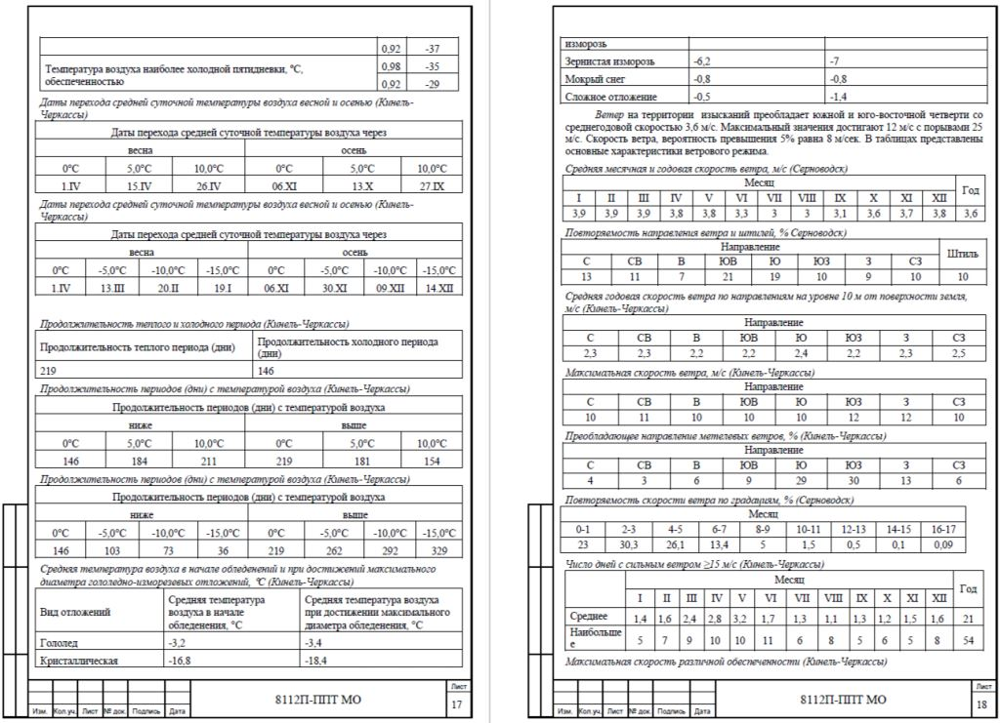 0,92 -37
Температура воздуха наиболее холодной пятидневки, °С, 0,98 -35
обеспеченностью 0,92 -29
Даты перехода средней суточной температуры воздуха весной и осенью (Кинель-
Черкассы)
Даты перехода средней суточной температуры воздуха через
весна осень
0°С 5,0°С 10,0°С 0°С 5,0°С 10,0°С
1.IV 15.IV 26.IV 06.XI 13.X 27.IX
Даты перехода средней суточной температуры воздуха весной и осенью (Кинель-
Черкассы)
Даты перехода средней суточной температуры воздуха через
весна осень
0°С -5,0°С -10,0°С -15,0°С 0°С -5,0°С -10,0°С -15,0°С
1.IV 13.III 20.II 19.I 06.XI 30.XI 09.XII 14.XII
Продолжительность теплого и холодного периода (Кинель-Черкассы)
Продолжительность теплого периода (дни) Продолжительность холодного периода
(дни)
219 146
Продолжительность периодов (дни) с температурой воздуха (Кинель-Черкассы)
Продолжительность периодов (дни) с температурой воздуха
ниже выше
0°С 5,0°С 10,0°С 0°С 5,0°С 10,0°С
146 184 211 219 181 154
Продолжительность периодов (дни) с температурой воздуха (Кинель-Черкассы)
Продолжительность периодов (дни) с температурой воздуха
ниже выше
0°С -5,0°С -10,0°С -15,0°С 0°С -5,0°С -10,0°С -15,0°С
146 103 73 36 219 262 292 329
Средняя температура воздуха в начале обледенений и при достижений максимального
диаметра гололедно-изморезевых отложений, °С (Кинель-Черкассы)
Вид отложений Средняя температура воздуха в начале обледенения, °С Средняя температура воздуха при достижении максимального диаметра обледенения, °С
Гололед -3,2 -3,4
Кристаллическая -16,8 -18,4
Изм. Кол.уч. Лист № док. Подпись Дата
8112П-ППТ МО
Лист
17
изморозь
Зернистая изморозь -6,2 -7
Мокрый снег -0,8 -0,8
Сложное отложение -0,5 -1,4
Ветер на территории изысканий преобладает южной и юго-восточной четверти со
среднегодовой скоростью 3,6 м/с. Максимальный значения достигают 12 м/с с порывами 25
м/с. Скорость ветра, вероятность превышения 5% равна 8 м/сек. В таблицах представлены
основные характеристики ветрового режима.
Средняя месячная и годовая скорость ветра, м/с (Серноводск)
Месяц Год
I II III IV V VI VII VIII IX X XI XII
3,9 3,9 3,9 3,8 3,8 3,3 3 3 3,1 3,6 3,7 3,8 3,6
Повторяемость направления ветра и штилей, % Серноводск)
Направление Штиль
С СВ В ЮВ Ю ЮЗ З СЗ
13 11 7 21 19 10 9 10 10
Средняя годовая скорость ветра по направлениям на уровне 10 м от поверхности земля,
м/с (Кинель-Черкассы)
Направление
С СВ В ЮВ Ю ЮЗ З СЗ
2,3 2,3 2,2 2,2 2,4 2,2 2,3 2,5
Максимальная скорость ветра, м/с (Кинель-Черкассы)
Направление
С СВ В ЮВ Ю ЮЗ З СЗ
10 11 10 10 10 12 12 10
Преобладающее направление метелевых ветров, % (Кинель-Черкассы)
Направление
С СВ В ЮВ Ю ЮЗ З СЗ
4 3 6 9 29 30 13 6
Повторяемость скорости ветра по градациям, % (Серноводск)
Месяц
0-1 2-3 4-5 6-7 8-9 10-11 12-13 14-15 16-17
23 30,3 26,1 13,4 5 1,5 0,5 0,1 0,09
Число дней с сильным ветром ≥15 м/с (Кинель-Черкассы)
Месяц Год
I II III IV V VI VII VIII IX X XI XII
Среднее 1,4 1,6 2,4 2,8 3,2 1,7 1,3 1,1 1,3 1,2 1,5 1,6 21
Наибольше
е 5 7 9 10 10 11 6 8 5 6 5 8 54
Максимальная скорость различной обеспеченности (Кинель-Черкассы)
Изм. Кол.уч. Лист № док. Подпись Дата
8112П-ППТ МО
Лист
18